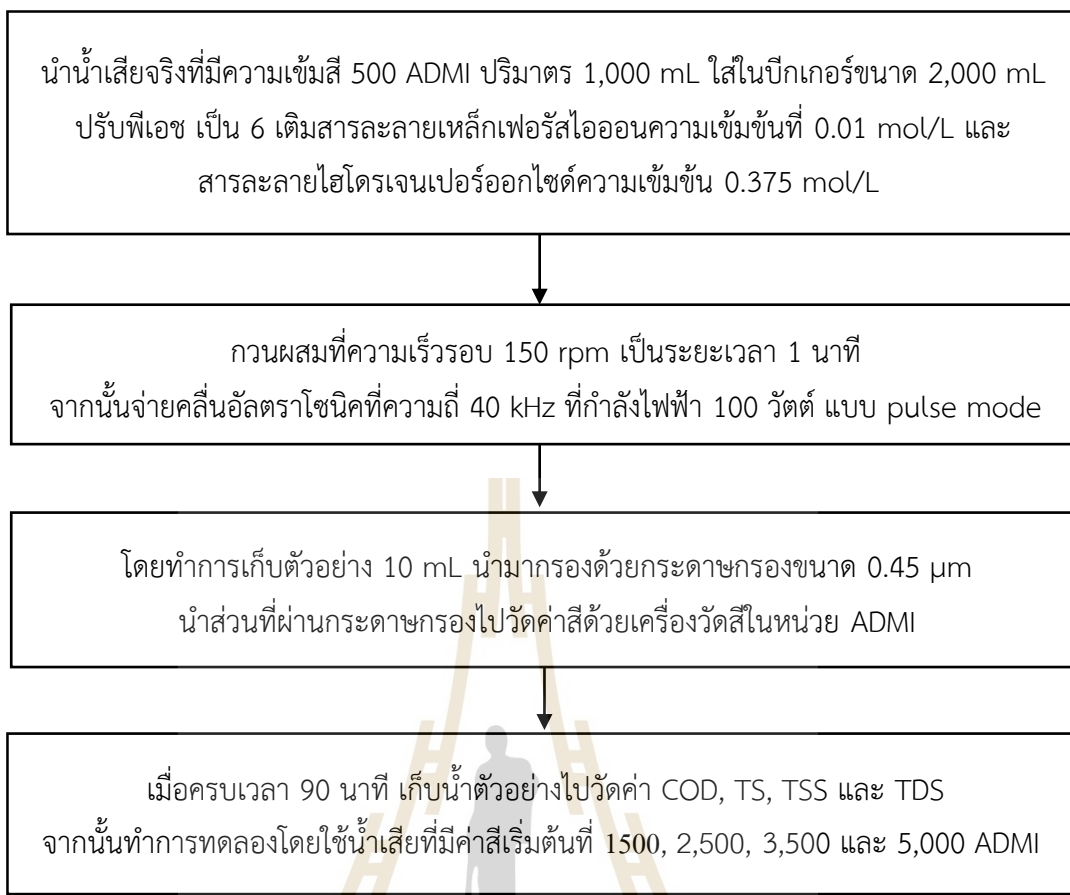 นำน้ำเสียจริงที่มีความเข้มสี 500 ADMI ปริมาตร 1,000 mL ใส่ในบีกเกอร์ขนาด 2,000 mL
ปรับพีเอช เป็น 6 เติมสารละลายเหล็กเฟอรัสไอออนความเข้มข้นที่ 0.01 mol/L และ
สารละลายไฮโดรเจนเปอร์ออกไซด์ความเข้มข้น 0.375 mol/L
กวนผสมที่ความเร็วรอบ 150 rpm เป็นระยะเวลา 1 นาที
จากนั้นจ่ายคลื่นอัลตราโซนิคที่ความถี่ 40 kHz ที่กำลังไฟฟ้า 100 วัตต์ แบบ pulse mode
โดยทำการเก็บตัวอย่าง 10 mL นำมากรองด้วยกระดาษกรองขนาด 0.45 µm
นำส่วนที่ผ่านกระดาษกรองไปวัดค่าสีด้วยเครื่องวัดสีในหน่วย ADMI
เมื่อครบเวลา 90 นาที เก็บน้ำตัวอย่างไปวัดค่า COD, TS, TSS และ TDS
จากนั้นทำการทดลองโดยใช้น้ำเสียที่มีค่าสีเริ่มต้นที่ 1500, 2,500, 3,500 และ 5,000 ADMI